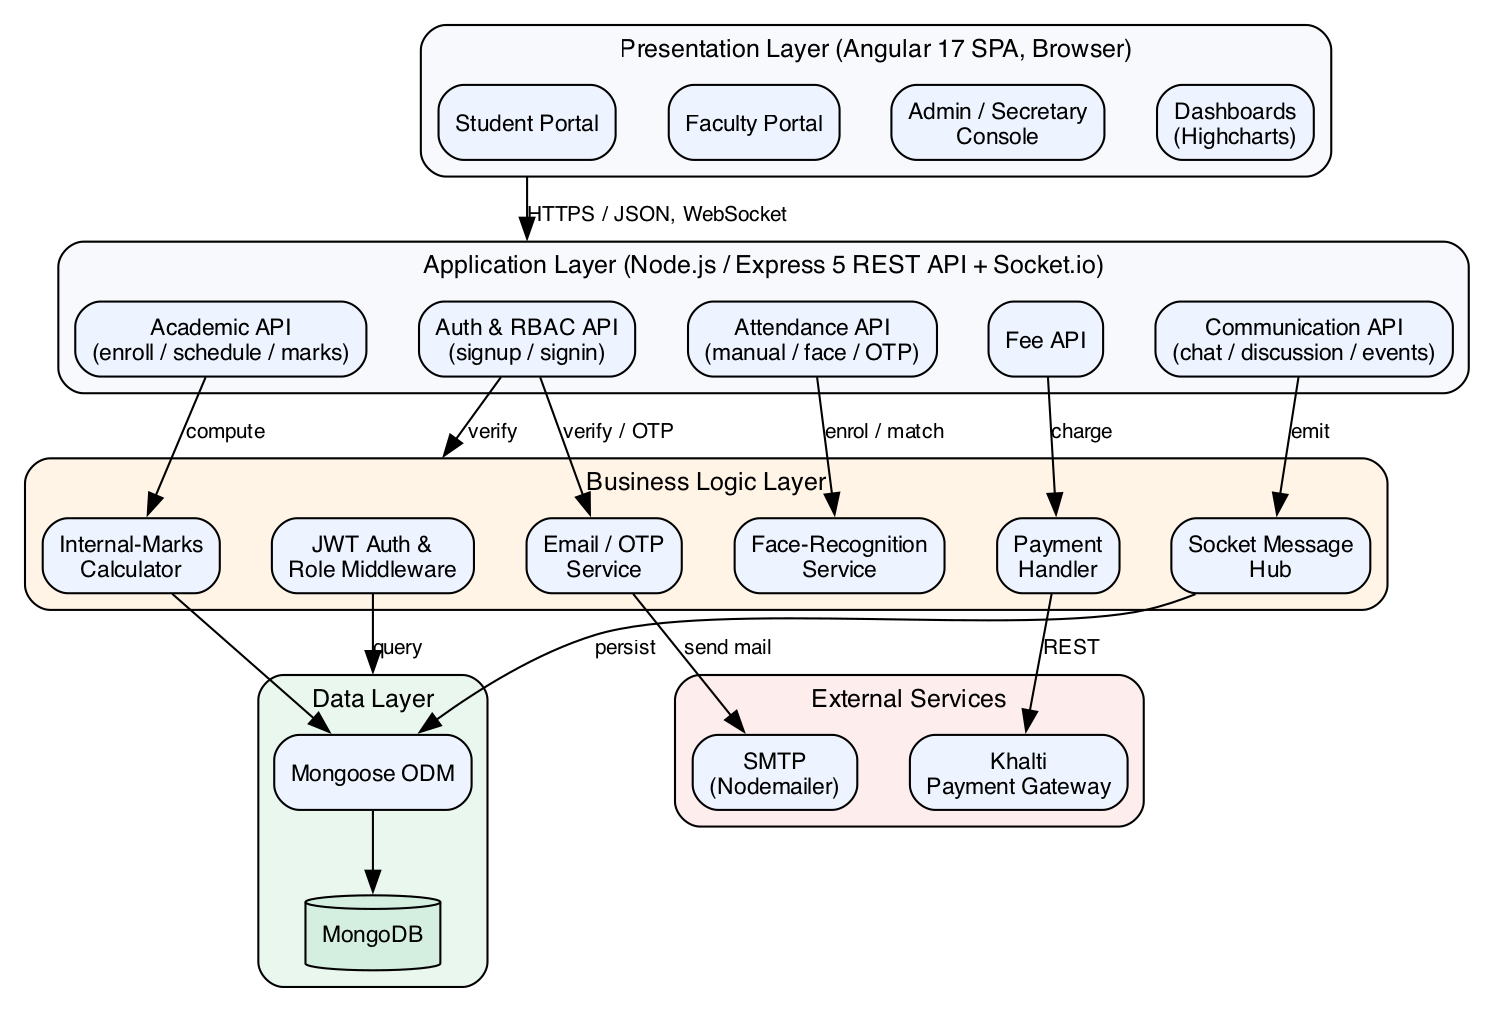 Presentation Layer (Angular 17 SPA, Browser)
Student Portal
Faculty Portal
Admin / Secretary
Console
Dashboards
(Highcharts)
HTTPS / JSON, WebSocket
Application Layer (Node.js / Express 5 REST API + Socket.io)
Academic API
(enroll / schedule / marks)
Auth & RBAC API
(signup / signin)
Attendance API
(manual / face / OTP)
Fee API
Communication API
(chat / discussion / events)
compute
verify
verify / OTP
enrol / match
charge
emit
Business Logic Layer
Internal-Marks
Calculator
JWT Auth &
Role Middleware
Email / OTP
Service
Face-Recognition
Service
Payment
Handler
Socket Message
Hub
query
persist
send mail
REST
Data Layer
Mongoose ODM
MongoDB
External Services
SMTP
(Nodemailer)
Khalti
Payment Gateway